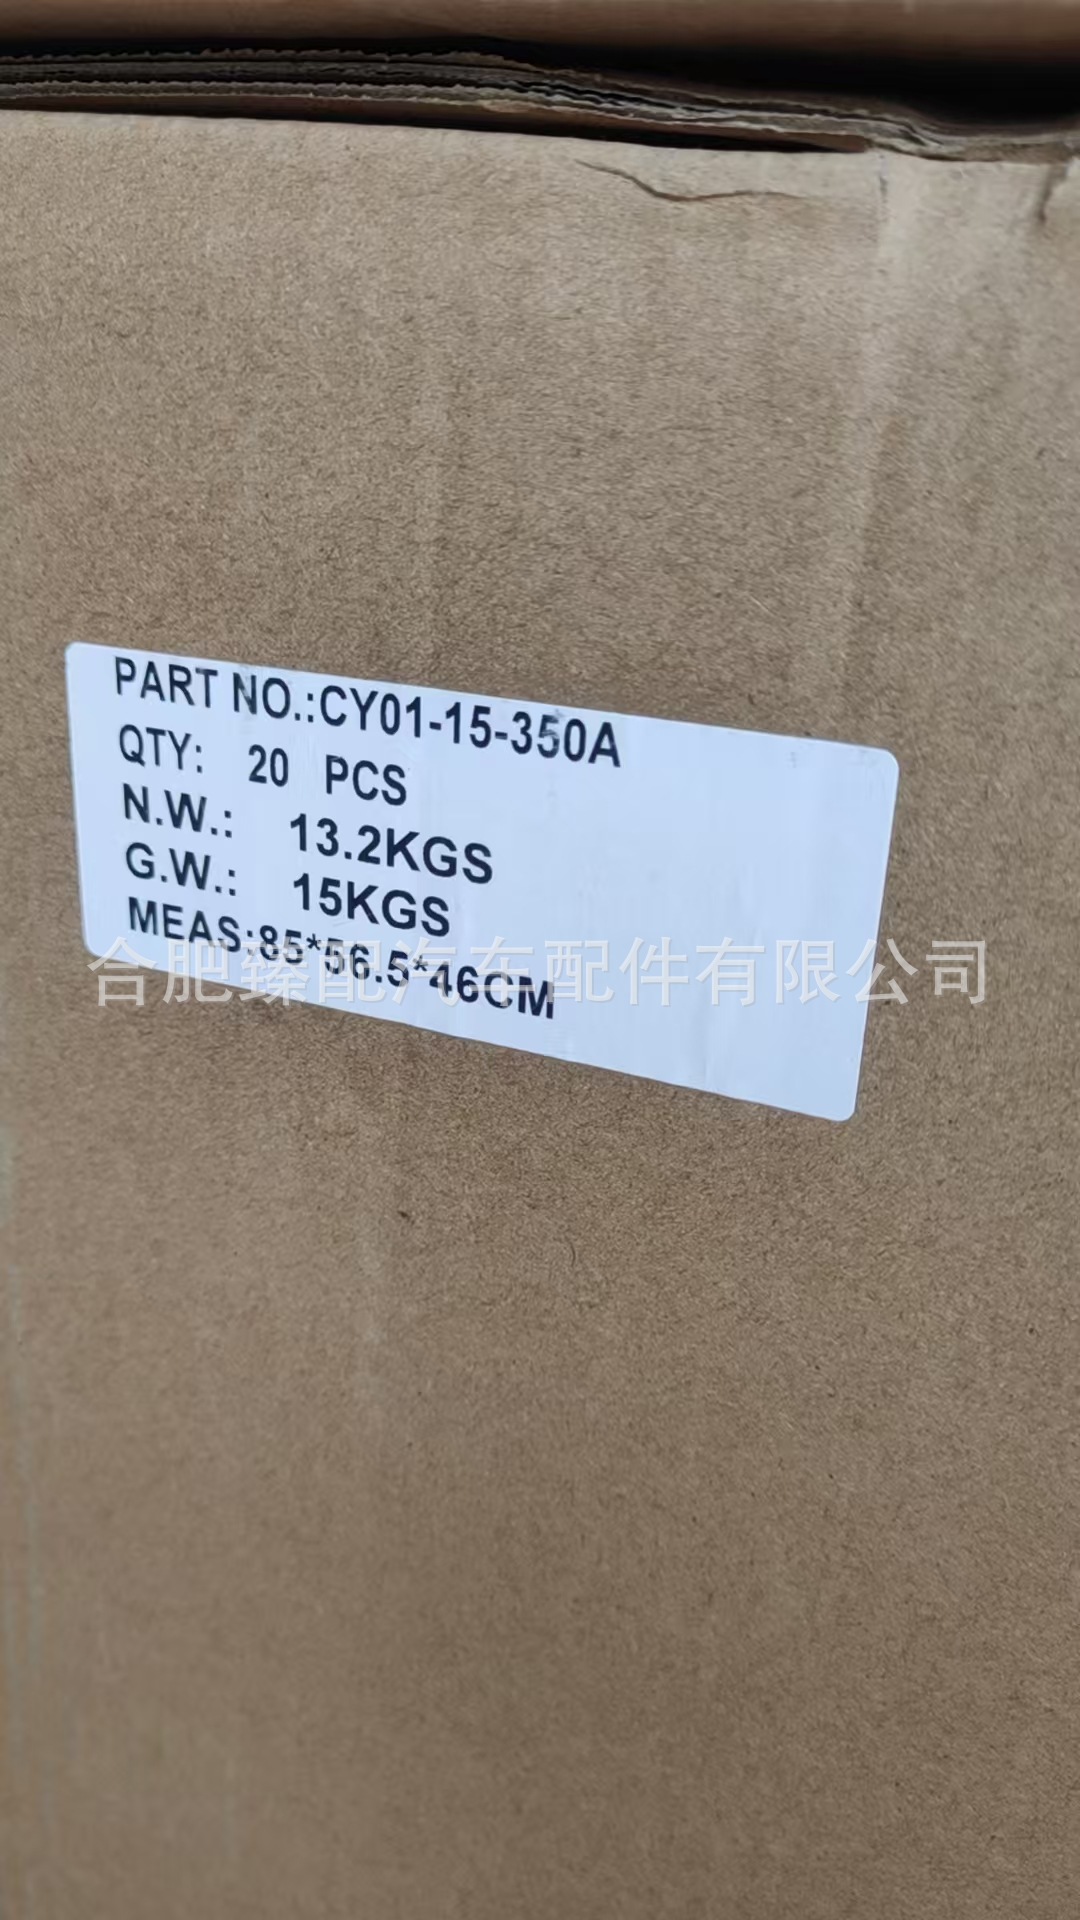 PART NO.:CY01-15-350A
QTY: 20 PCS
N.W.: 13.2KGS
G.W.: 15KGS
MEAS:85*56.5*46CM
合肥臻配汽车配件有限公司